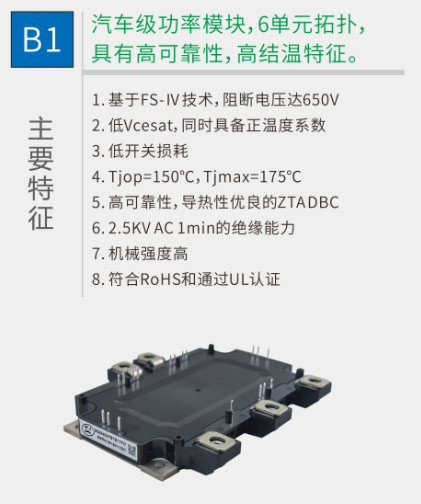 B1
汽车级功率模块，6单元拓扑，
具有高可靠性，高结温特征。
主要特征
1. 基于FS-Ⅳ技术，阻断电压达650V
2. 低Vcesat，同时具备正温度系数
3. 低开关损耗
4. Tjop=150℃，Tjmax=175℃
5. 高可靠性，导热性优良的ZTA DBC
6. 2.5KV AC 1min的绝缘能力
7. 机械强度高
8. 符合RoHS和通过UL认证